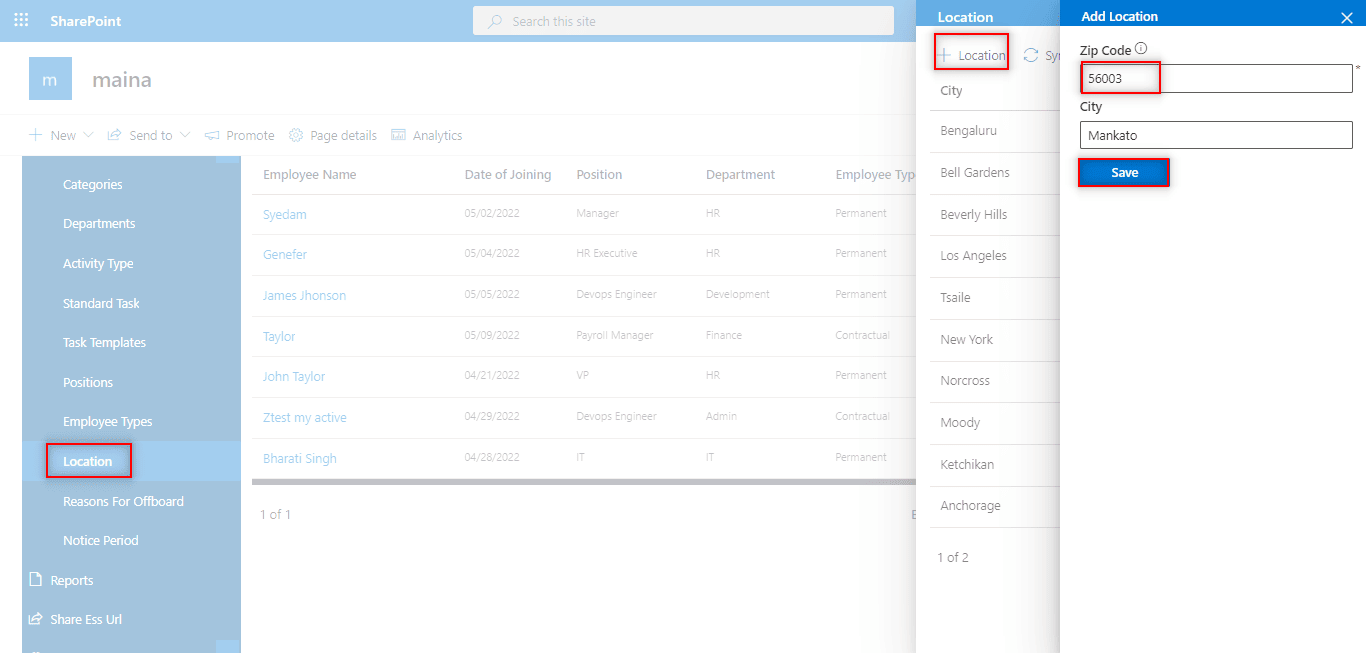 SharePoint
Search this site
m
maina
New
Send to
Promote
Page details
Analytics
Categories
Departments
Activity Type
Standard Task
Task Templates
Positions
Employee Types
Location
Reasons For Offboard
Notice Period
Reports
Share Ess Url
Employee Name Date of Joining Position Department Employee Typ
Syedam 05/02/2022 Manager HR Permanent
Genefer 05/04/2022 HR Executive HR Permanent
James Jhonson 05/05/2022 Devops Engineer Development Permanent
Taylor 05/09/2022 Payroll Manager Finance Contractual
John Taylor 04/21/2022 VP HR Permanent
Ztest my active 04/29/2022 Devops Engineer Admin Contractual
Bharati Singh 04/28/2022 IT IT Permanent
1 of 1
E
Location
+ Location
Syn
City
Bengaluru
Bell Gardens
Beverly Hills
Los Angeles
Tsaile
New York
Norcross
Moody
Ketchikan
Anchorage
1 of 2
Add Location
Zip Code
56003
*
City
Mankato
Save